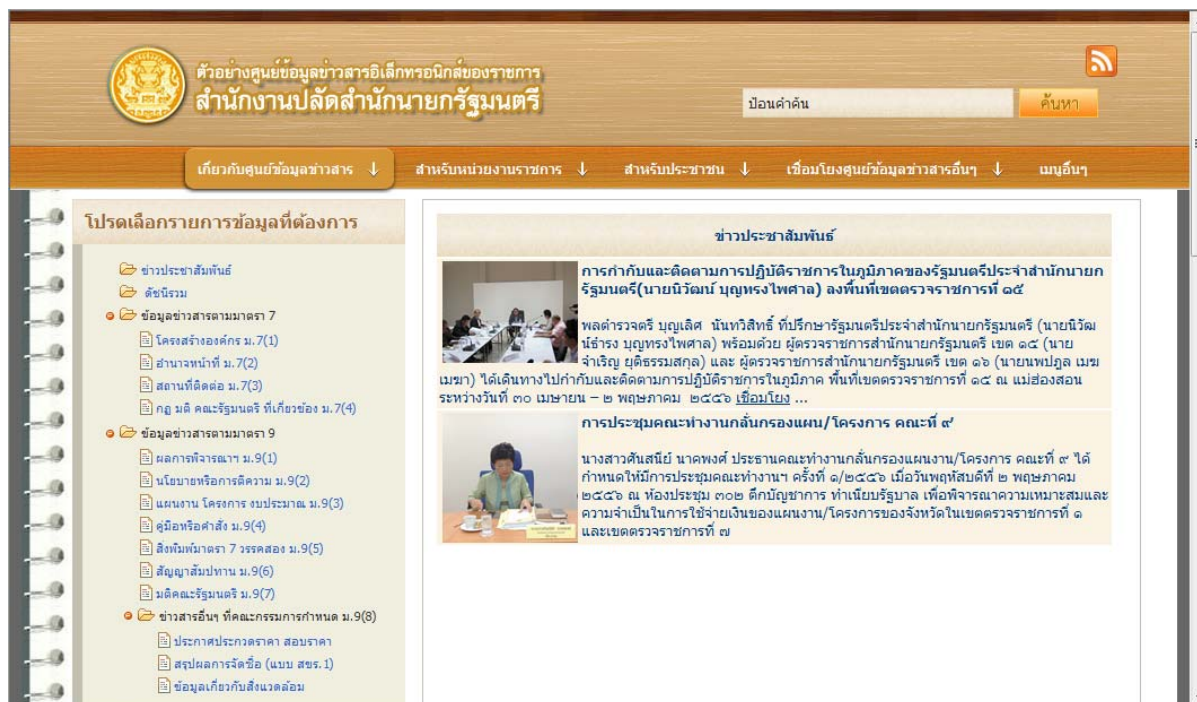 ตัวอย่างศูนย์ข้อมูลข่าวสารอิเล็กทรอนิกส์ของราชการ
สำนักงานปลัดสำนักนายกรัฐมนตรี
ป้อนคำค้น
ค้นหา
เกี่ยวกับศูนย์ข้อมูลข่าวสาร ↓
สำหรับหน่วยงานราชการ ↓
สำหรับประชาชน ↓
เชื่อมโยงศูนย์ข้อมูลข่าวสารอื่นๆ ↓
เมนูอื่นๆ
โปรดเลือกรายการข้อมูลที่ต้องการ
ข่าวประชาสัมพันธ์
ดัชนีรวม
ข้อมูลข่าวสารตามมาตรา 7
โครงสร้างองค์กร ม.7(1)
อำนาจหน้าที่ ม.7(2)
สถานที่ติดต่อ ม.7(3)
กฎ มติ คณะรัฐมนตรี ที่เกี่ยวข้อง ม.7(4)
ข้อมูลข่าวสารตามมาตรา 9
ผลการพิจารณาฯ ม.9(1)
นโยบายหรือการตีความ ม.9(2)
แผนงาน โครงการ งบประมาณ ม.9(3)
คู่มือหรือคำสั่ง ม.9(4)
สิ่งพิมพ์มาตรา 7 วรรคสอง ม.9(5)
สัญญาสัมปทาน ม.9(6)
มติคณะรัฐมนตรี ม.9(7)
ข่าวสารอื่นๆ ที่คณะกรรมการกำหนด ม.9(8)
ประกาศประกวดราคา สอบราคา
สรุปผลการจัดซื้อ (แบบ สขร.1)
ข้อมูลเกี่ยวกับสิ่งแวดล้อม
ข่าวประชาสัมพันธ์
การกำกับและติดตามการปฏิบัติราชการในภูมิภาคของรัฐมนตรีประจำสำนักนายก
รัฐมนตรี(นายนิวัฒน์ บุญทรงไพศาล) ลงพื้นที่เขตตรวจราชการที่ ๑๕
พลตำรวจตรี บุญเลิศ นันทวิสิทธิ์ ที่ปรึกษารัฐมนตรีประจำสำนักนายกรัฐมนตรี (นายนิวัฒ
น์ธำรง บุญทรงไพศาล) พร้อมด้วย ผู้ตรวจราชการสำนักนายกรัฐมนตรี เขต ๑๕ (นาย
จำเริญ ยุติธรรมสกุล) และ ผู้ตรวจราชการสำนักนายกรัฐมนตรี เขต ๑๖ (นายนพปฎล เมฆ
เมฆา) ได้เดินทางไปกำกับและติดตามการปฏิบัติราชการในภูมิภาค พื้นที่เขตตรวจราชการที่ ๑๕ ณ แม่ฮ่องสอน
ระหว่างวันที่ ๓๐ เมษายน – ๒ พฤษภาคม ๒๕๕๖ เชื่อมโยง ...
การประชุมคณะทำงานกลั่นกรองแผน/โครงการ คณะที่ ๙
นางสาวศันสนีย์ นาคพงศ์ ประธานคณะทำงานกลั่นกรองแผนงาน/โครงการ คณะที่ ๙ ได้
กำหนดให้มีการประชุมคณะทำงานฯ ครั้งที่ ๑/๒๕๕๖ เมื่อวันพฤหัสบดีที่ ๒ พฤษภาคม
๒๕๕๖ ณ ห้องประชุม ๓๐๒ ตึกบัญชาการ ทำเนียบรัฐบาล เพื่อพิจารณาความเหมาะสมและ
ความจำเป็นในการใช้จ่ายเงินของแผนงาน/โครงการของจังหวัดในเขตตรวจราชการที่ ๑
และเขตตรวจราชการที่ ๗